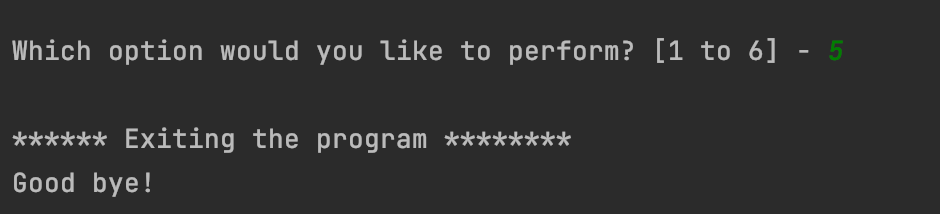 Which option would you like to perform? [1 to 6] - 5
****** Exiting the program ********
Good bye!